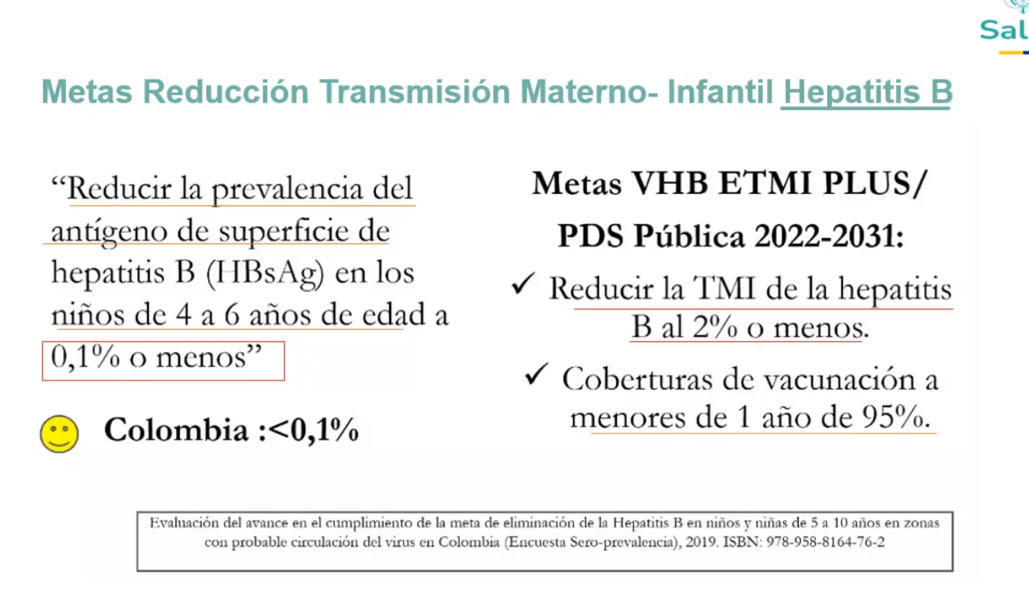 Metas Reducción Transmisión Materno- Infantil Hepatitis B
“Reducir la prevalencia del
antígeno de superficie de
hepatitis B (HBsAg) en los
niños de 4 a 6 años de edad a
0,1% o menos”
Colombia :<0,1%
Metas VHB ETMI PLUS/
PDS Pública 2022-2031:
✓ Reducir la TMI de la hepatitis
B al 2% o menos.
✓ Coberturas de vacunación a
menores de 1 año de 95%.
Evaluación del avance en el cumplimiento de la meta de eliminación de la Hepatitis B en niños y niñas de 5 a 10 años en zonas
con probable circulación del virus en Colombia (Encuesta Sero-prevalencia), 2019. ISBN: 978-958-8164-76-2